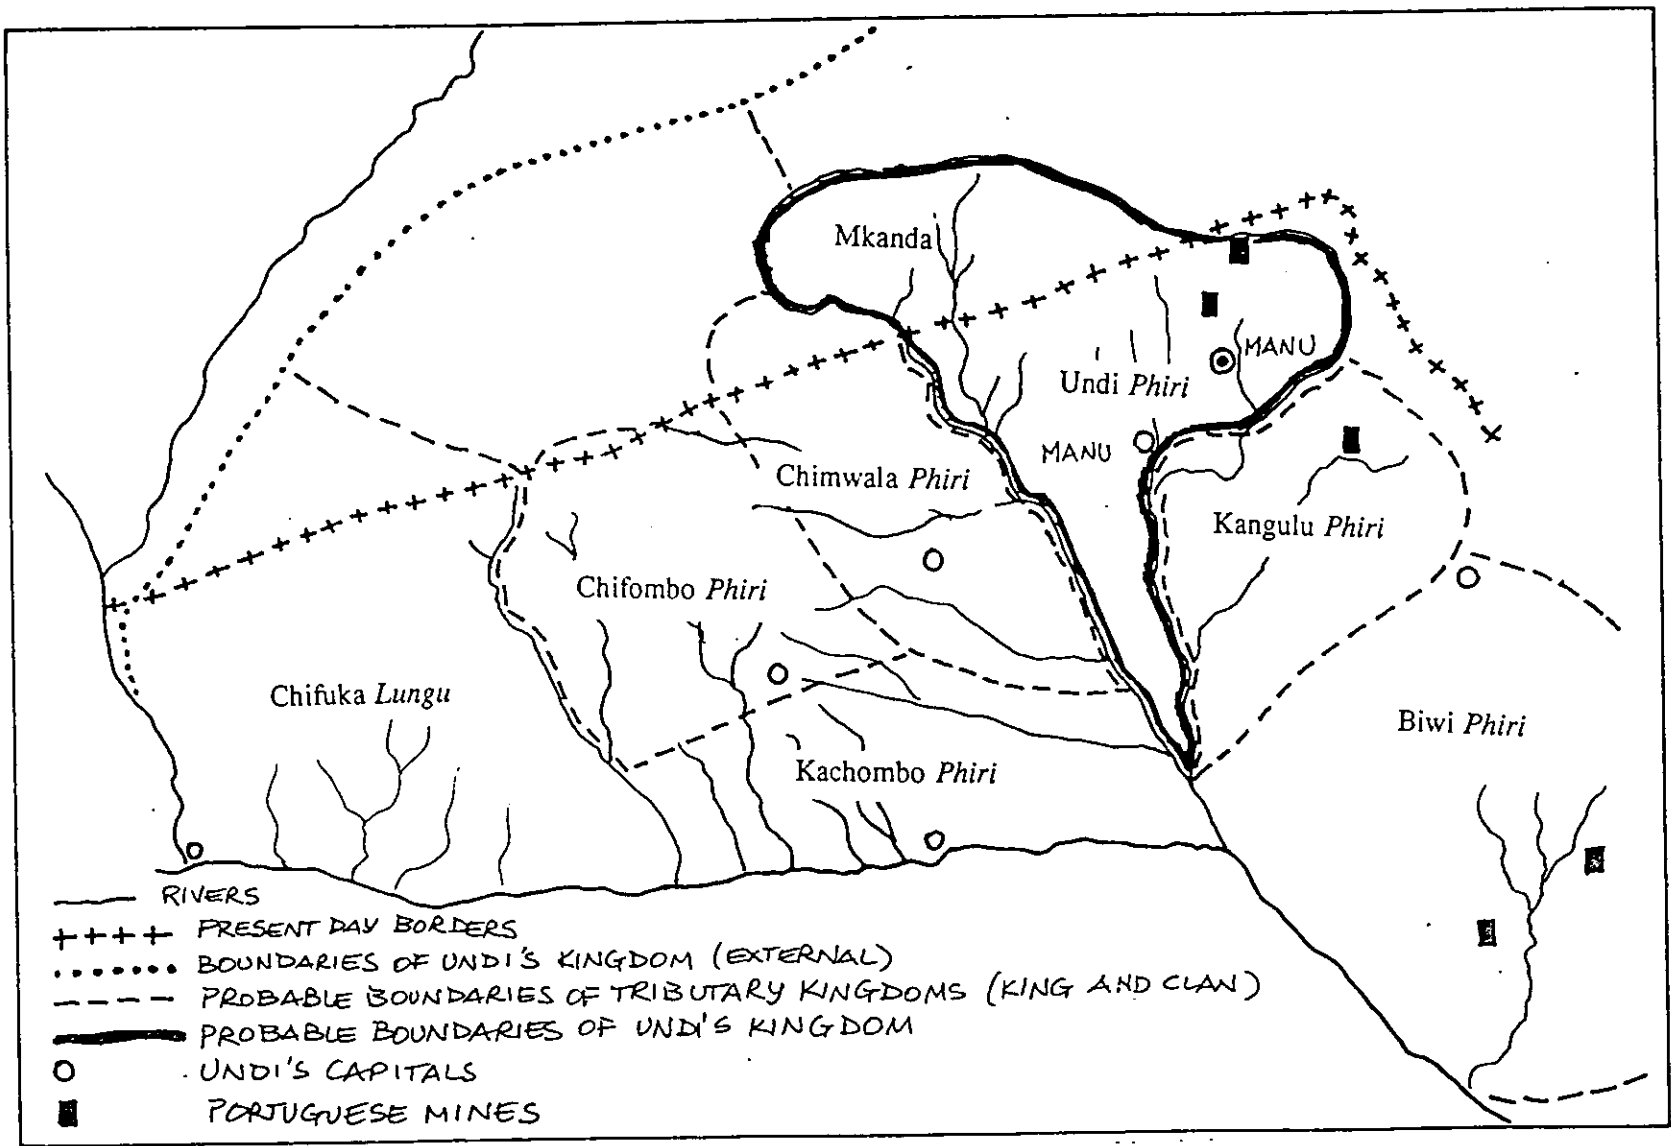 Mkanda
MANU
Undi Phiri
MANU
Chimwala Phiri
Kangulu Phiri
Chifombo Phiri
Chifuka Lungu
Biwi Phiri
Kachombo Phiri
RIVERS
PRESENT DAY BORDERS
BOUNDARIES OF UNDI'S KINGDOM (EXTERNAL)
PROBABLE BOUNDARIES OF TRIBUTARY KINGDOMS (KING AND CLAN)
PROBABLE BOUNDARIES OF UNDI'S KINGDOM
UNDI'S CAPITALS
PORTUGUESE MINES